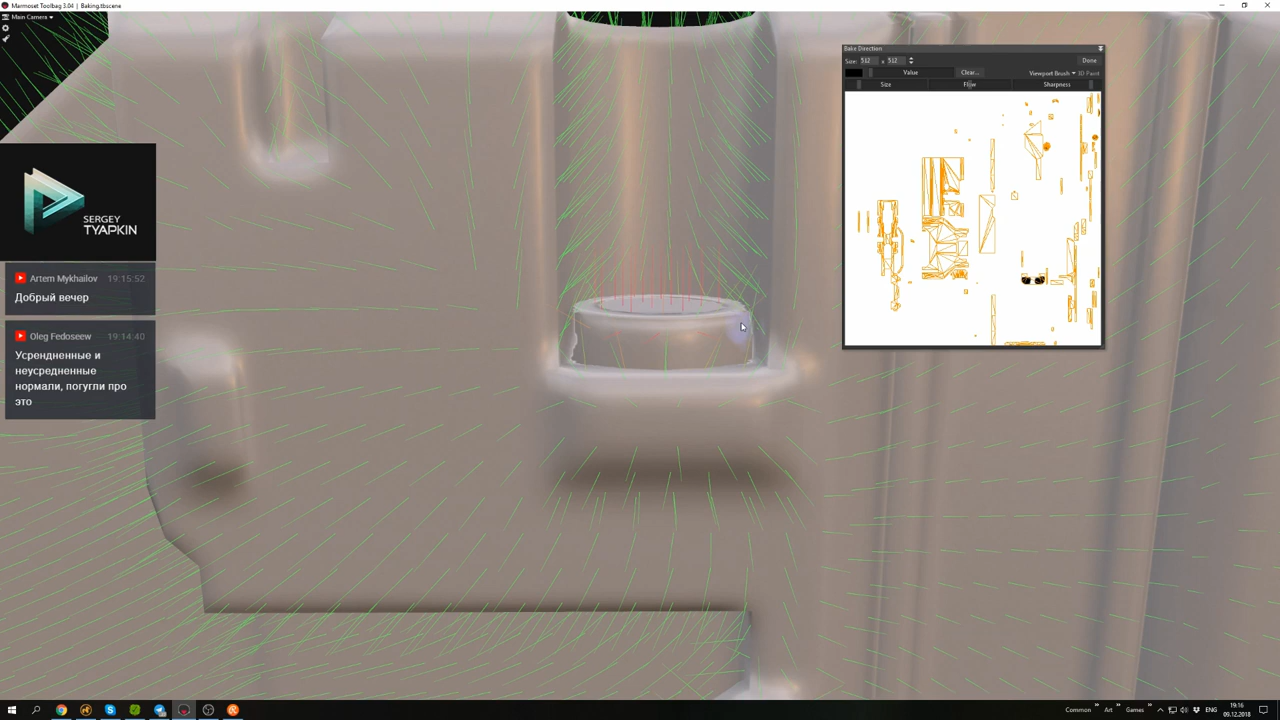 Marmoset Toolbag 3.04 | Baking.tbscene
Main Camera
Bake Direction
Size: 512 x 512
Done
Value
Clear...
Viewport Brush
3D Paint
Size
Flow
Sharpness
SERGEY
TYAPKIN
Artem Mykhailov 19:15:52
Добрый вечер
Oleg Fedoseew 19:14:40
Усрендненные и
неусредненные
нормали, погугли про
это
Common
Art
Games
ENG
19:16
09.12.2018